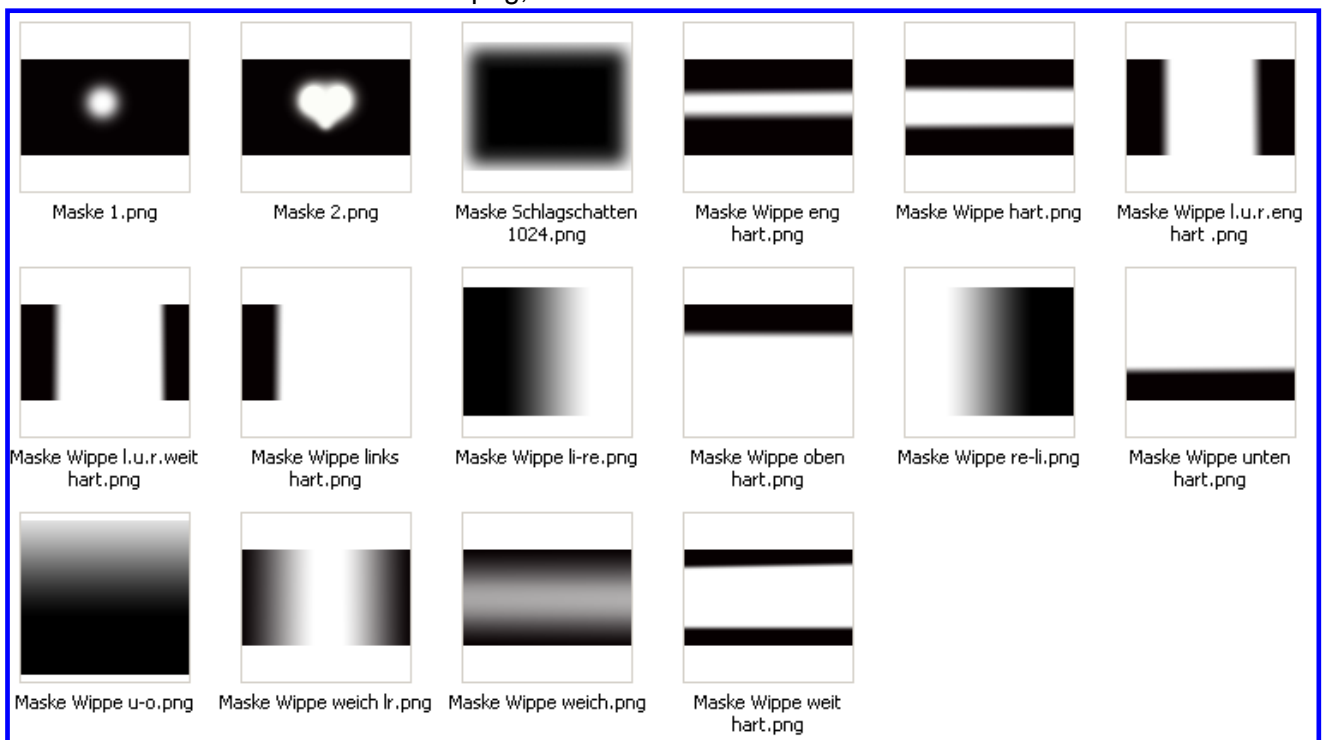 Maske 1.png
Maske 2.png
Maske Schlagschatten
1024.png
Maske Wippe eng
hart.png
Maske Wippe hart.png
Maske Wippe l.u.r.eng
hart .png
Maske Wippe l.u.r.weit
hart.png
Maske Wippe links
hart.png
Maske Wippe li-re.png
Maske Wippe oben
hart.png
Maske Wippe re-li.png
Maske Wippe unten
hart.png
Maske Wippe u-o.png
Maske Wippe weich lr.png
Maske Wippe weich.png
Maske Wippe weit
hart.png